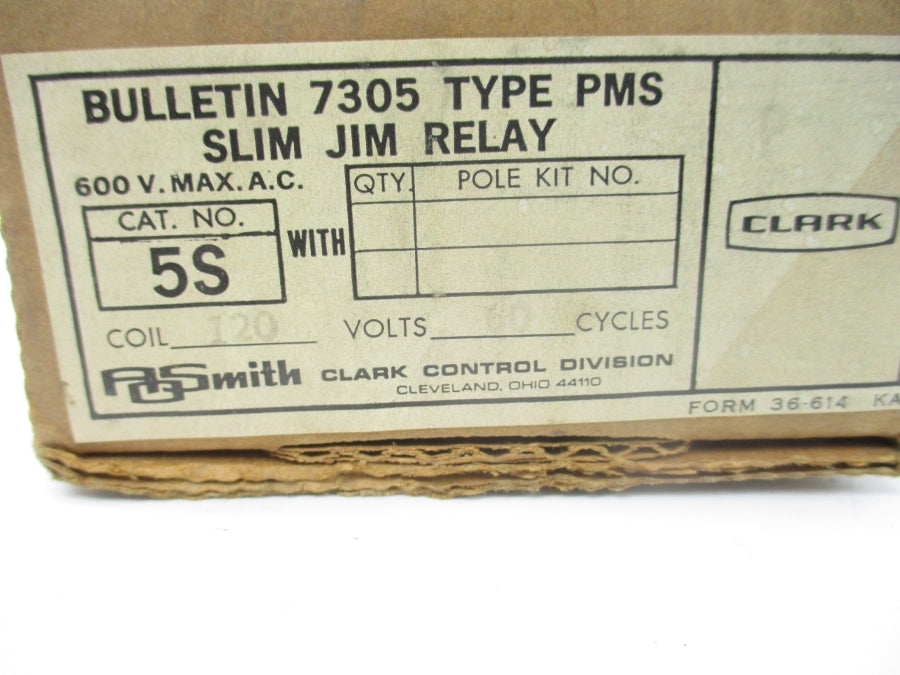 BULLETIN 7305 TYPE PMS
SLIM JIM RELAY
600 V. MAX. A.C.
CAT. NO.
5S
WITH
QTY. POLE KIT NO.
COIL 120 VOLTS 60 CYCLES
AOSmith CLARK CONTROL DIVISION
CLEVELAND, OHIO 44110
CLARK
FORM 36-614 KA